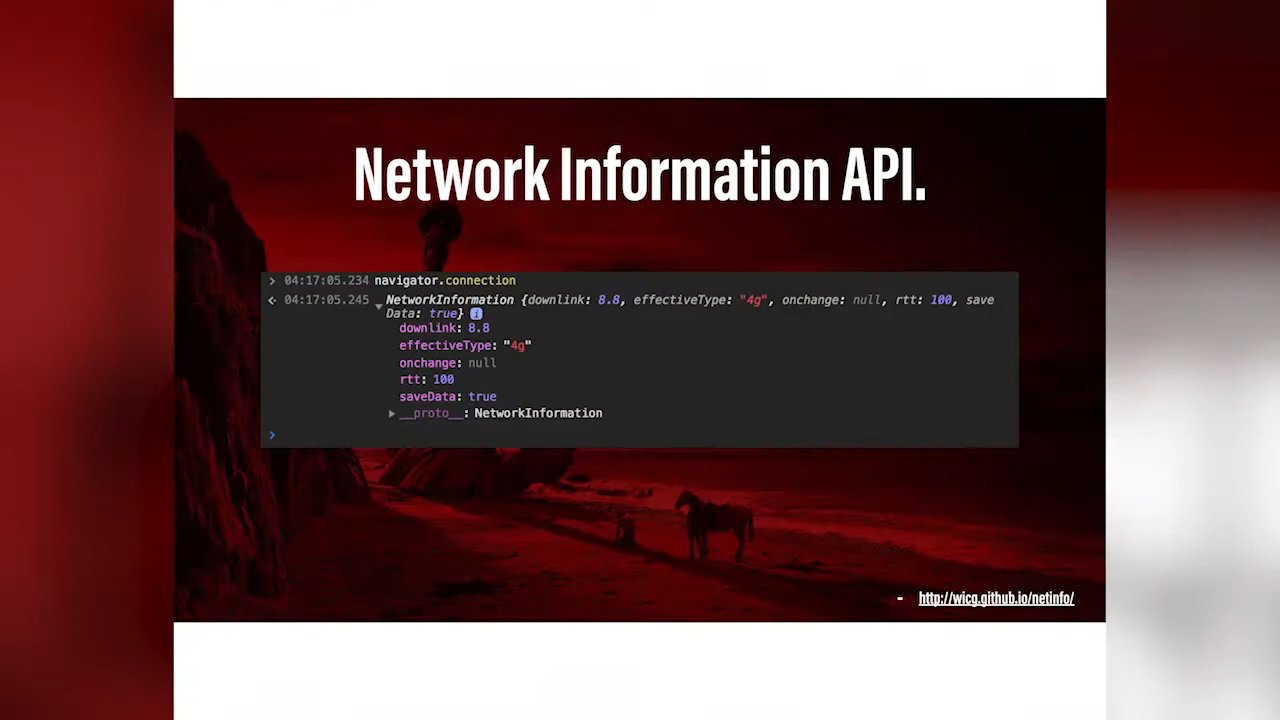 Network Information API.
04:17:05.234 navigator.connection
04:17:05.245 NetworkInformation {downlink: 8.8, effectiveType: "4g", onchange: null, rtt: 100, save
Data: true} i
downlink: 8.8
effectiveType: "4g"
onchange: null
rtt: 100
saveData: true
__proto__: NetworkInformation
- http://wicg.github.io/netinfo/